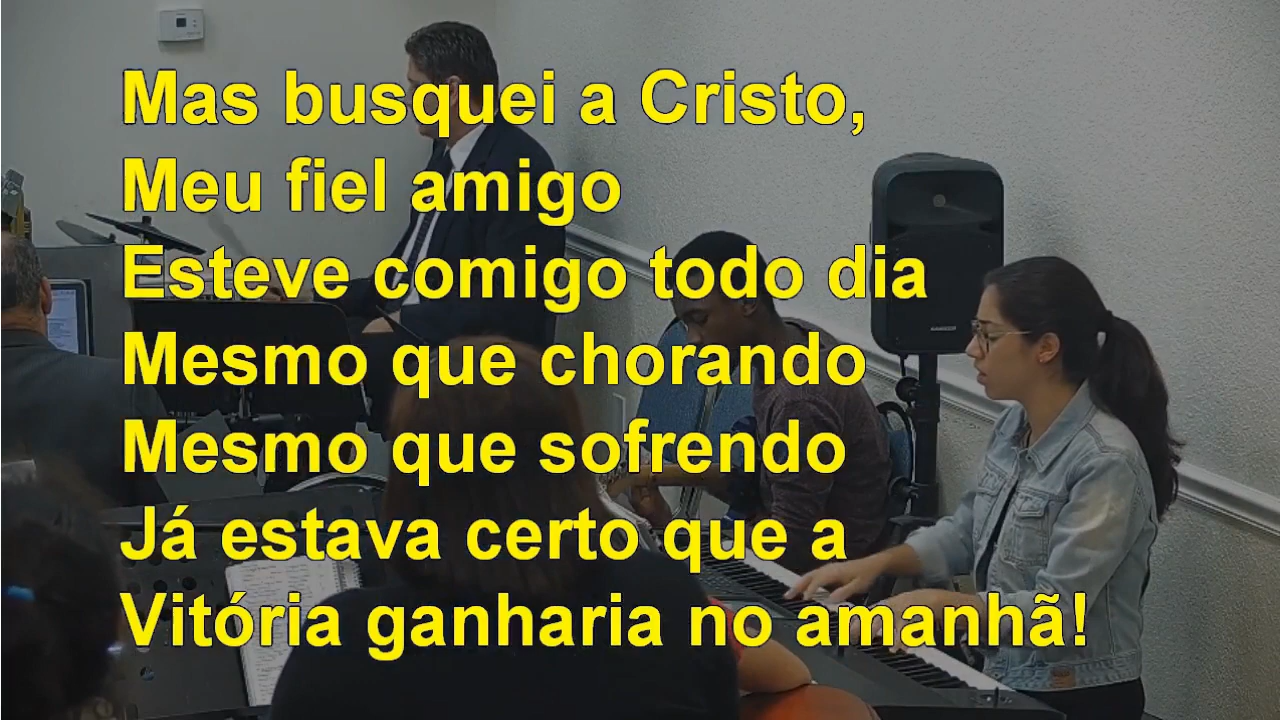 Mas busquei a Cristo,
Meu fiel amigo
Esteve comigo todo dia
Mesmo que chorando
Mesmo que sofrendo
Já estava certo que a
Vitória ganharia no amanhã!
SAMSON